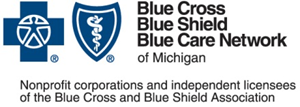 Blue Cross
Blue Shield
Blue Care Network
of Michigan
Nonprofit corporations and independent licensees
of the Blue Cross and Blue Shield Association